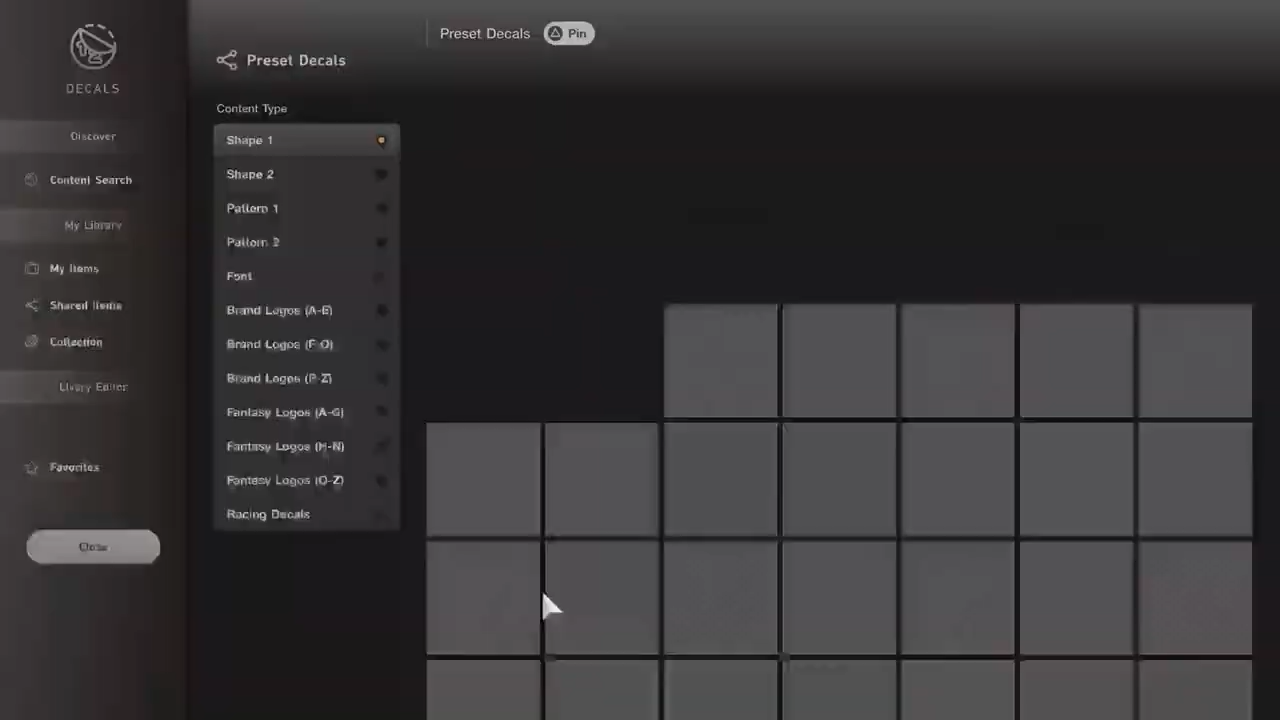 DECALS
Discover
Content Search
My Library
My Items
Shared Items
Collection
Livery Editor
Favorites
Close
Preset Decals Pin
Preset Decals
Content Type
Shape 1
Shape 2
Pattern 1
Pattern 2
Font
Brand Logos (A-E)
Brand Logos (F-O)
Brand Logos (P-Z)
Fantasy Logos (A-G)
Fantasy Logos (H-N)
Fantasy Logos (O-Z)
Racing Decals